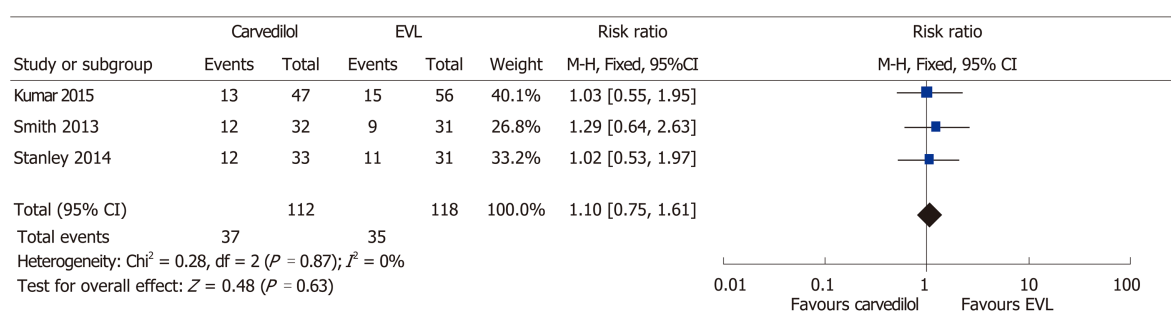 Carvedilol EVL Risk ratio Risk ratio
Study or subgroup Events Total Events Total Weight M-H, Fixed, 95%CI M-H, Fixed, 95% CI
Kumar 2015 13 47 15 56 40.1% 1.03 [0.55, 1.95]
Smith 2013 12 32 9 31 26.8% 1.29 [0.64, 2.63]
Stanley 2014 12 33 11 31 33.2% 1.02 [0.53, 1.97]
Total (95% CI) 112 118 100.0% 1.10 [0.75, 1.61]
Total events 37 35
Heterogeneity: Chi² = 0.28, df = 2 (P = 0.87); I² = 0%
Test for overall effect: Z = 0.48 (P = 0.63)
0.01 0.1 1 10 100
Favours carvedilol Favours EVL